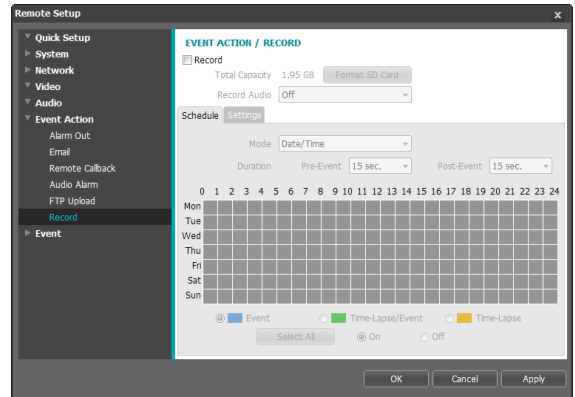 Remote Setup x
Quick Setup
System
Network
Video
Audio
Event Action
Alarm Out
Email
Remote Callback
Audio Alarm
FTP Upload
Record
Event
EVENT ACTION / RECORD
Record
Total Capacity 1.95 GB Format SD Card
Record Audio Off
Schedule Settings
Mode Date/Time
Duration Pre-Event 15 sec. Post-Event 15 sec.
0 1 2 3 4 5 6 7 8 9 10 11 12 13 14 15 16 17 18 19 20 21 22 23 24
Mon
Tue
Wed
Thu
Fri
Sat
Sun
Event Time-Lapse/Event Time-Lapse
Select All On Off
OK Cancel Apply